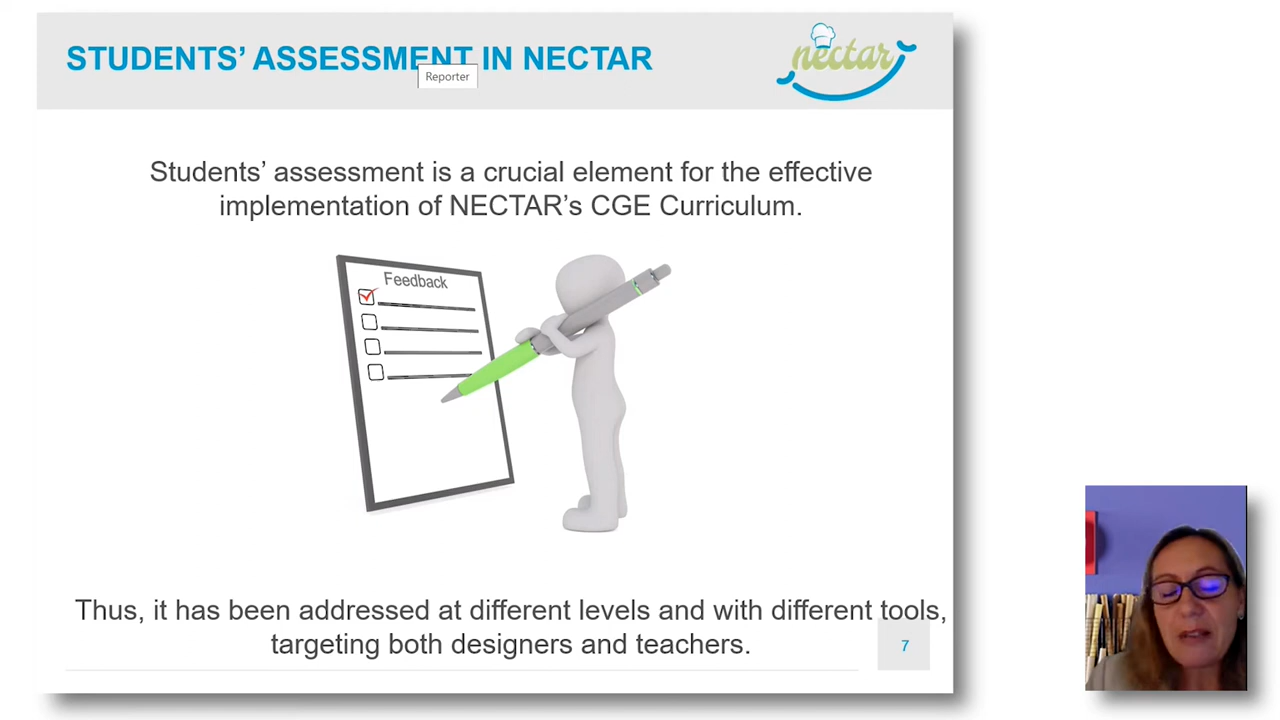 STUDENTS’ ASSESSMENT IN NECTAR
Reporter
nectar
Students’ assessment is a crucial element for the effective
implementation of NECTAR’s CGE Curriculum.
Feedback
Thus, it has been addressed at different levels and with different tools,
targeting both designers and teachers.
7